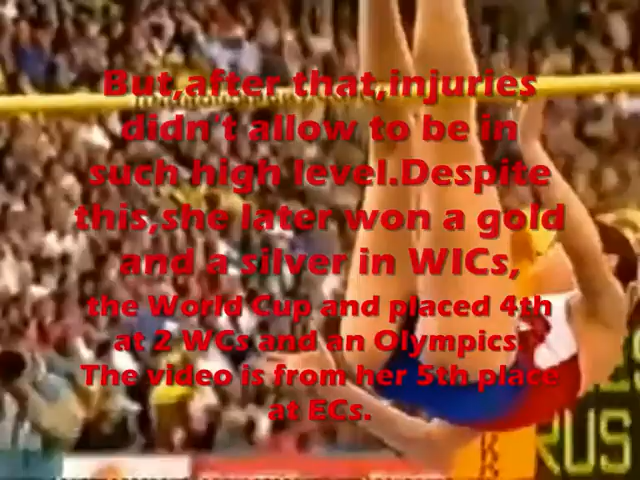 But,after that,injuries
didn't allow to be in
such high level.Despite
this,she later won a gold
and a silver in WICs,
the World Cup and placed 4th
at 2 WCs and an Olympics.
The video is from her 5th place
at ECs.
RUS